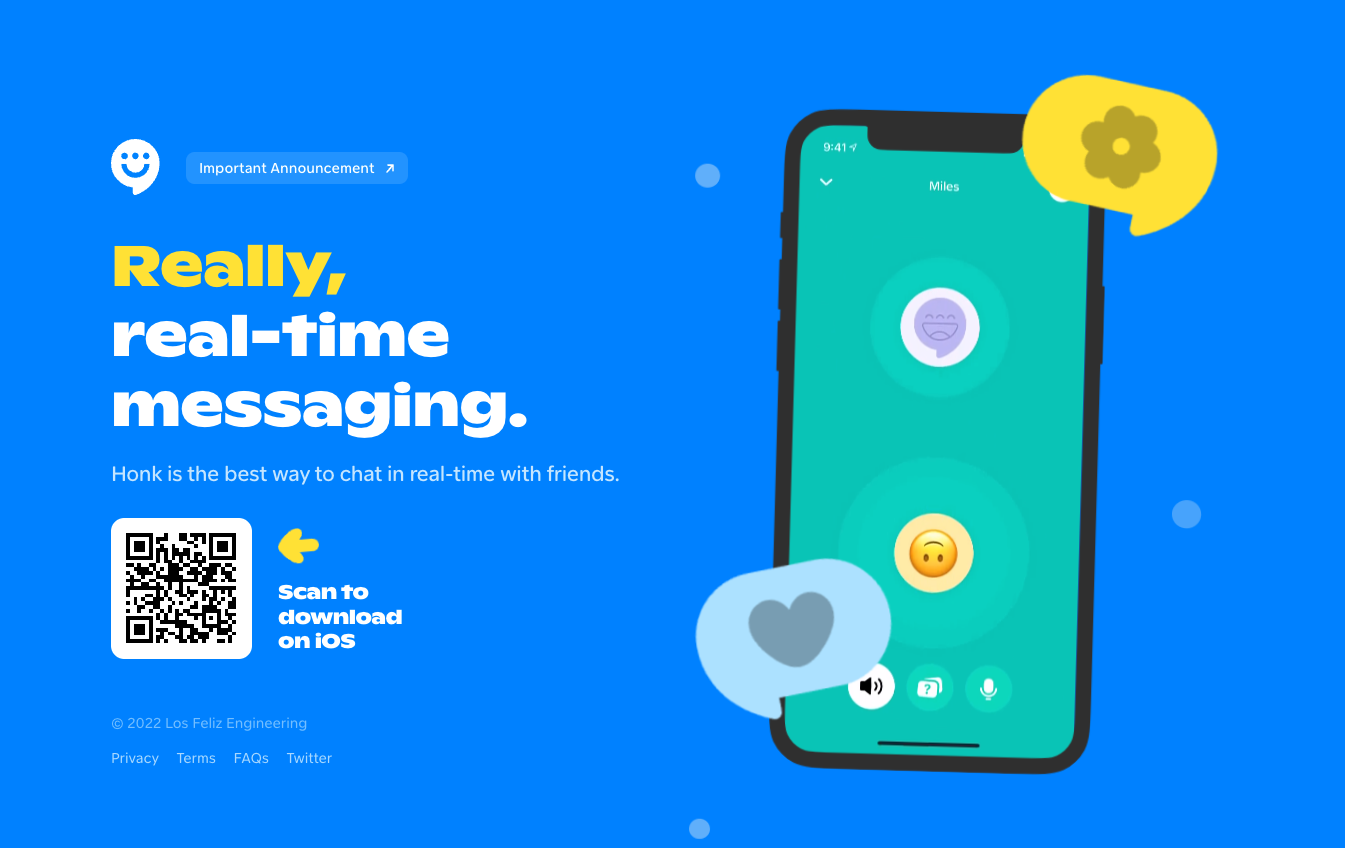 Important Announcement ↗
Really,
real-time
messaging.
Honk is the best way to chat in real-time with friends.
Scan to
download
on iOS
© 2022 Los Feliz Engineering
Privacy Terms FAQs Twitter
9:41
Miles
?